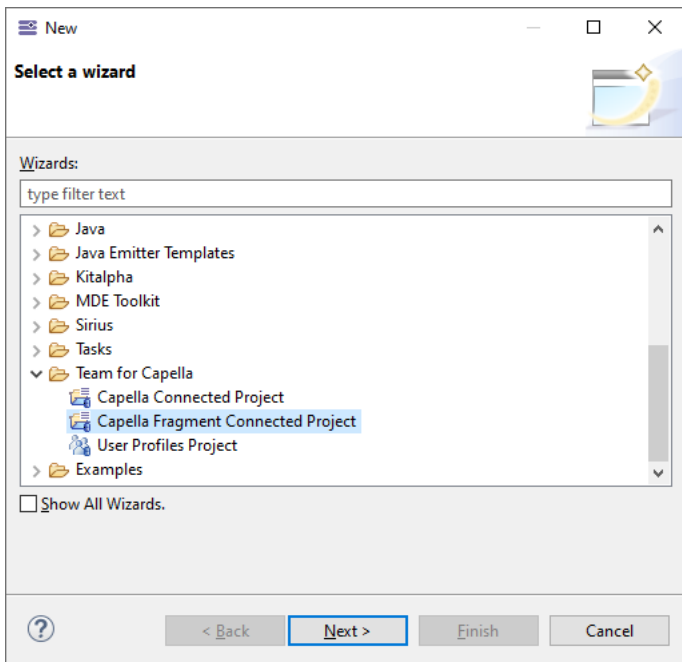 New
Select a wizard
Wizards:
type filter text
Java
Java Emitter Templates
Kitalpha
MDE Toolkit
Sirius
Tasks
Team for Capella
Capella Connected Project
Capella Fragment Connected Project
User Profiles Project
Examples
Show All Wizards.
? < Back Next > Finish Cancel